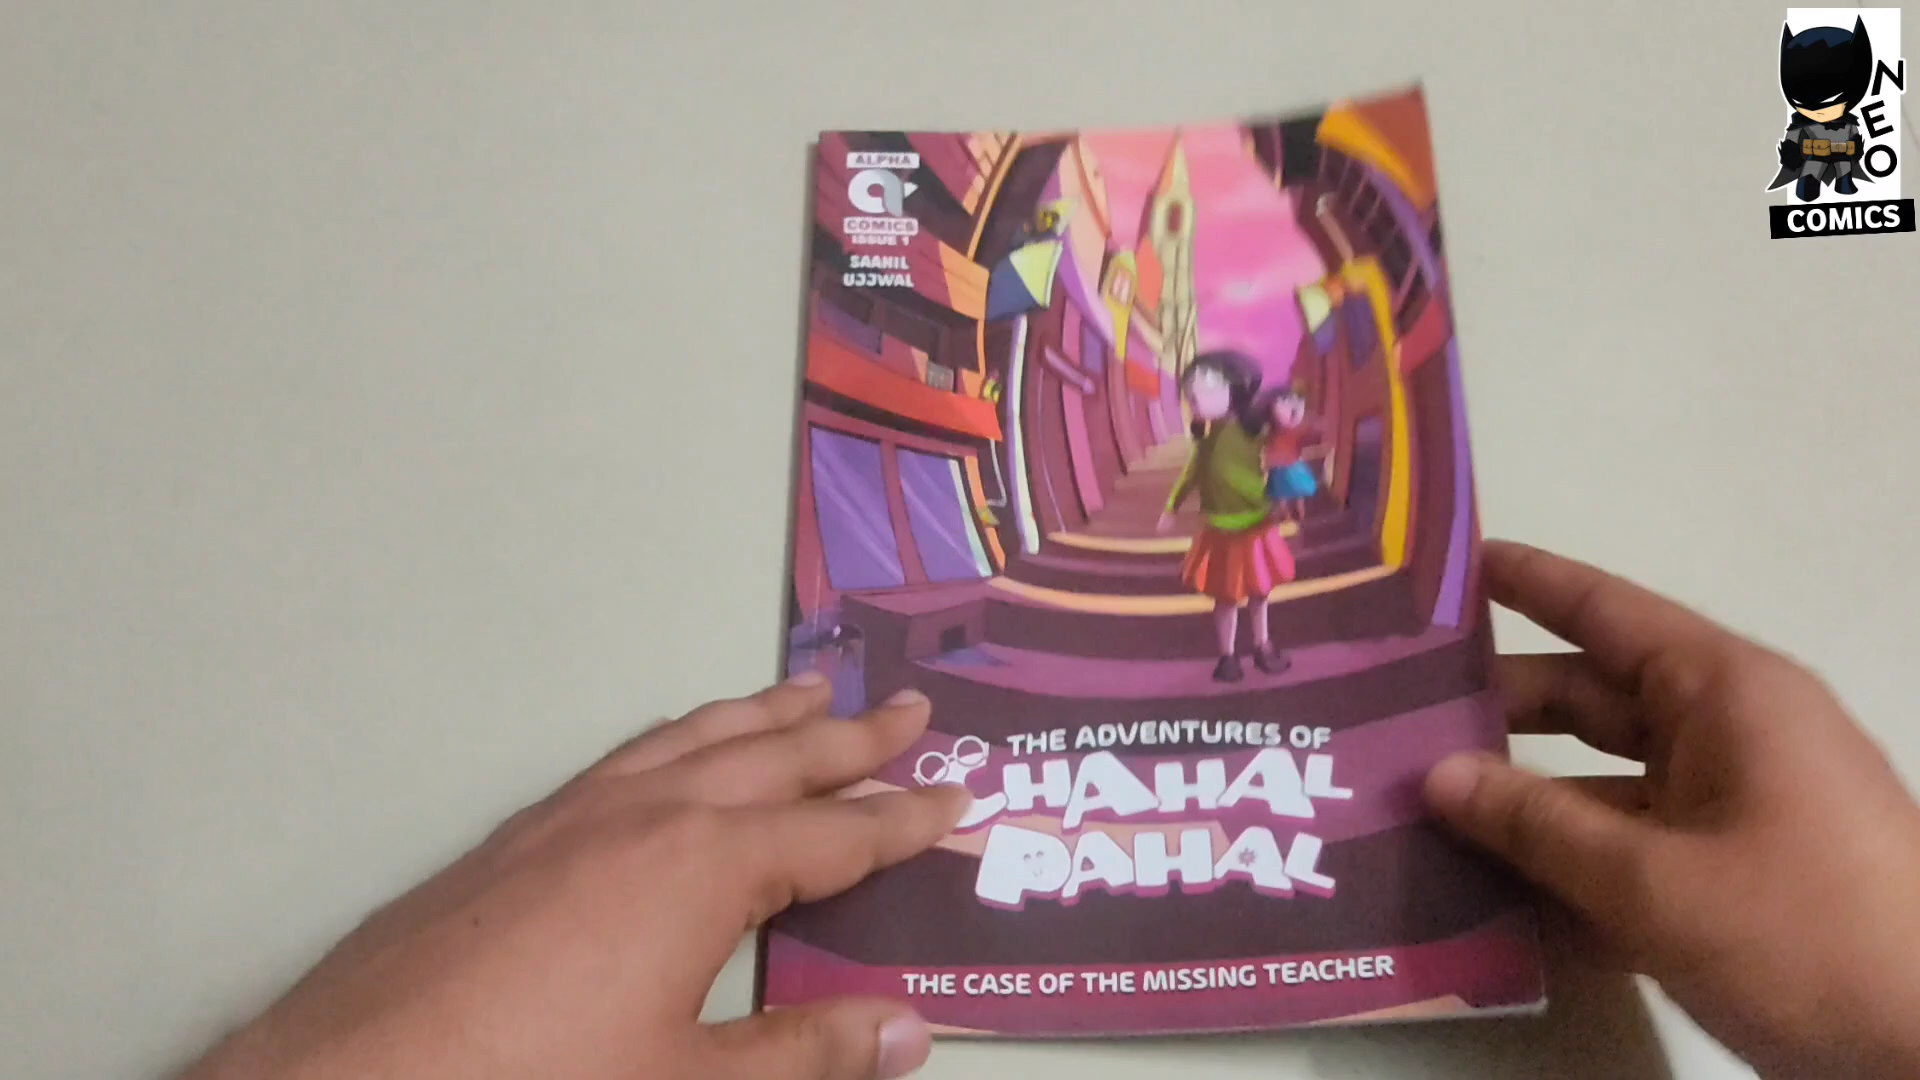 ALPHA
COMICS
ISSUE 1
SAANIL
UJJWAL
THE ADVENTURES OF
CHAHAL
PAHAL
THE CASE OF THE MISSING TEACHER
NEO
COMICS